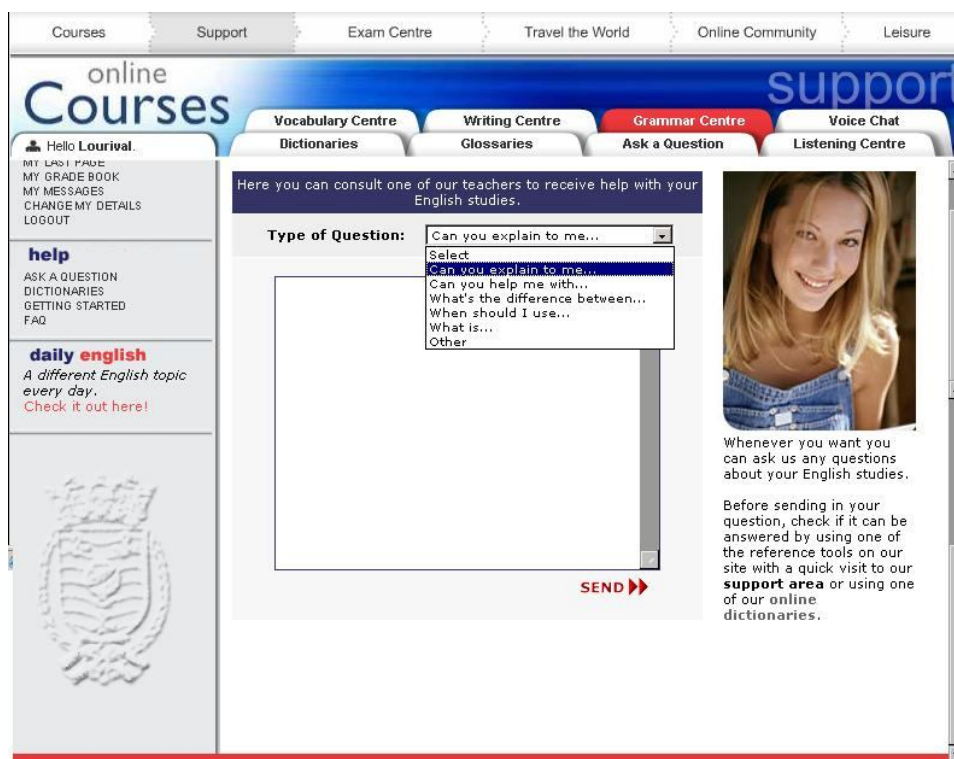 Courses
Support
Exam Centre
Travel the World
Online Community
Leisure
online
Courses
support
Vocabulary Centre
Writing Centre
Grammar Centre
Voice Chat
Hello Lourival.
Dictionaries
Glossaries
Ask a Question
Listening Centre
MY LAST PAGE
MY GRADE BOOK
MY MESSAGES
CHANGE MY DETAILS
LOGOUT
help
ASK A QUESTION
DICTIONARIES
GETTING STARTED
FAQ
daily english
A different English topic
every day.
Check it out here!
Here you can consult one of our teachers to receive help with your
English studies.
Type of Question:
Can you explain to me...
Select
Can you explain to me...
Can you help me with...
What's the difference between...
When should I use...
What is...
Other
SEND
Whenever you want you
can ask us any questions
about your English studies.
Before sending in your
question, check if it can be
answered by using one of
the reference tools on our
site with a quick visit to our
support area or using one
of our online
dictionaries.